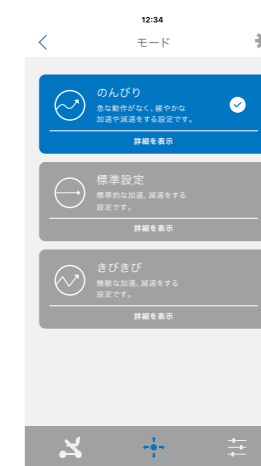 12:34
モード
のんびり
急な動作がなく、緩やかな
加速や減速をする設定です。
詳細を表示
標準設定
標準的な加速、減速をする
設定です。
詳細を表示
きびきび
機敏な加速、減速をする
設定です。
詳細を表示